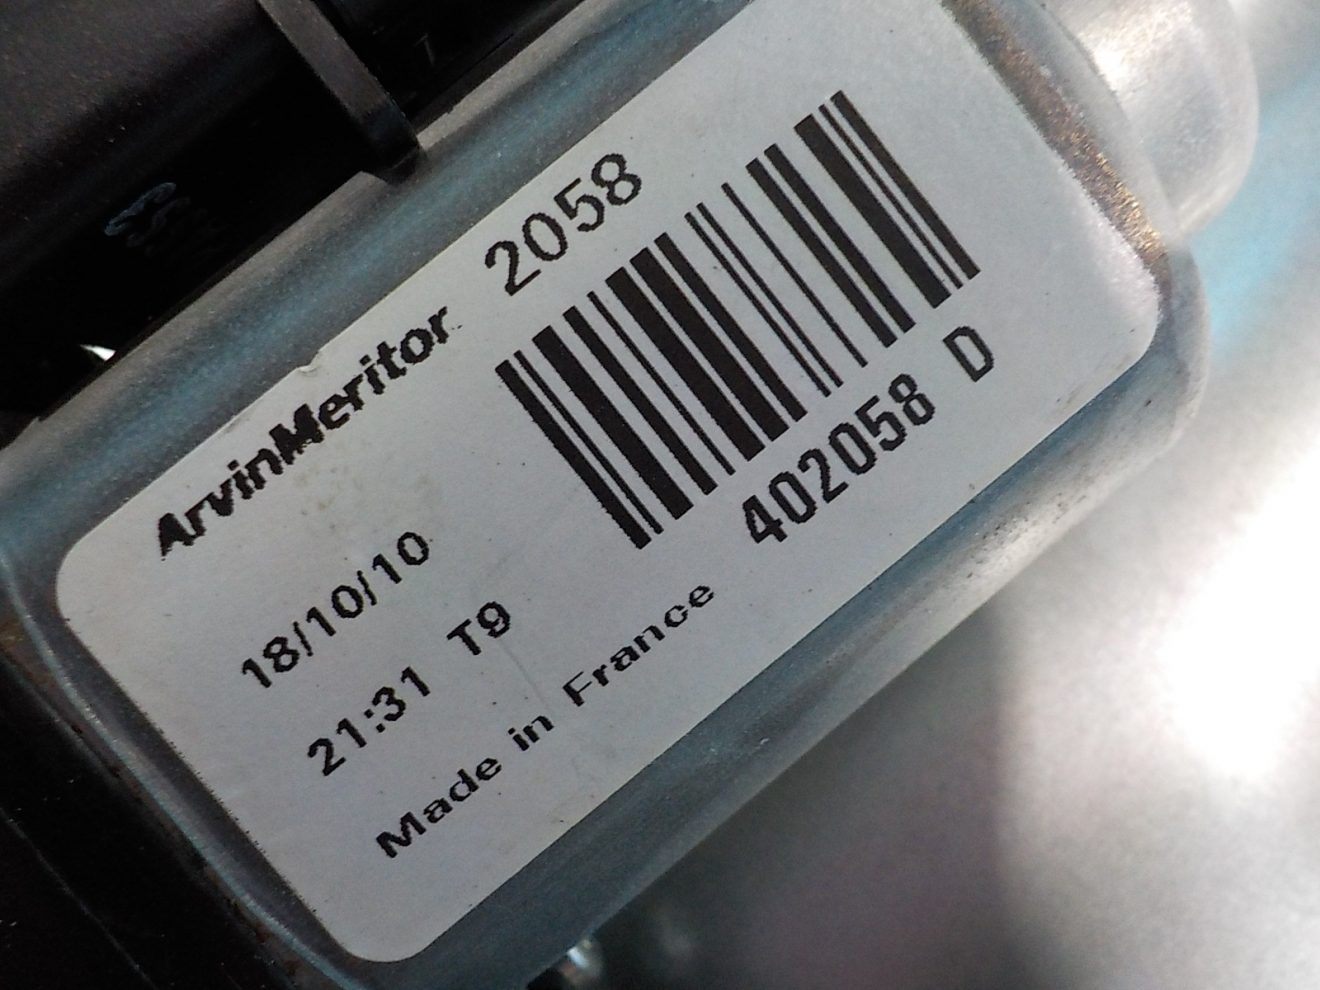 ArvinMeritor 2058
18/10/10
21:31 T9
402058 D
Made in France